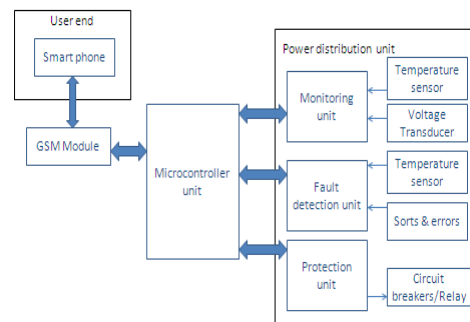 User end
Smart phone
GSM Module
Microcontroller
unit
Power distribution unit
Monitoring
unit
Temperature
sensor
Voltage
Transducer
Fault
detection unit
Temperature
sensor
Sorts & errors
Protection
unit
Circuit
breakers/Relay